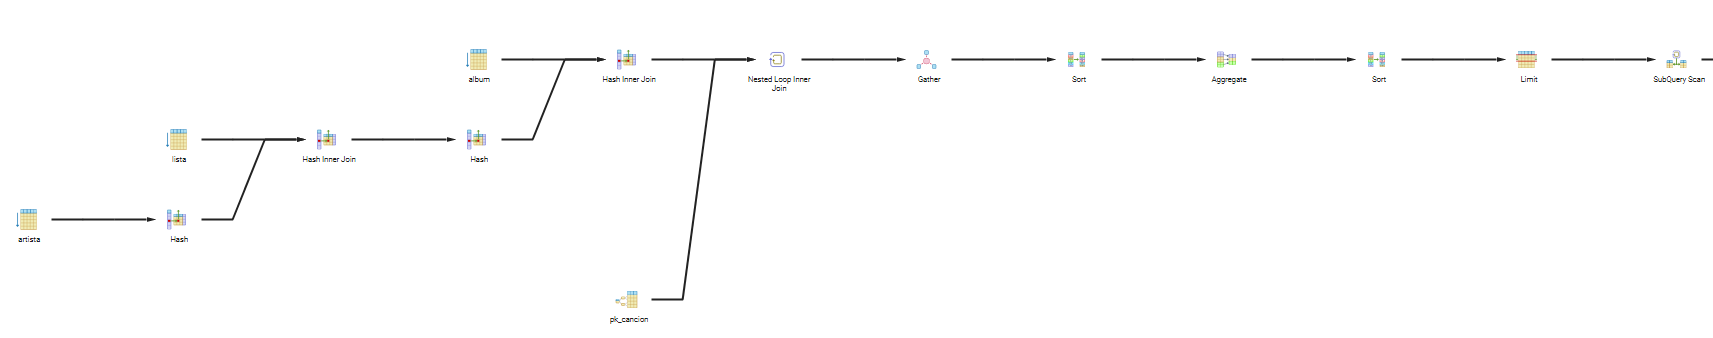 album
Hash Inner Join
Nested Loop Inner
Join
Gather
Sort
Aggregate
Sort
Limit
SubQuery Scan
lista
Hash Inner Join
Hash
artista
Hash
pk_cancion